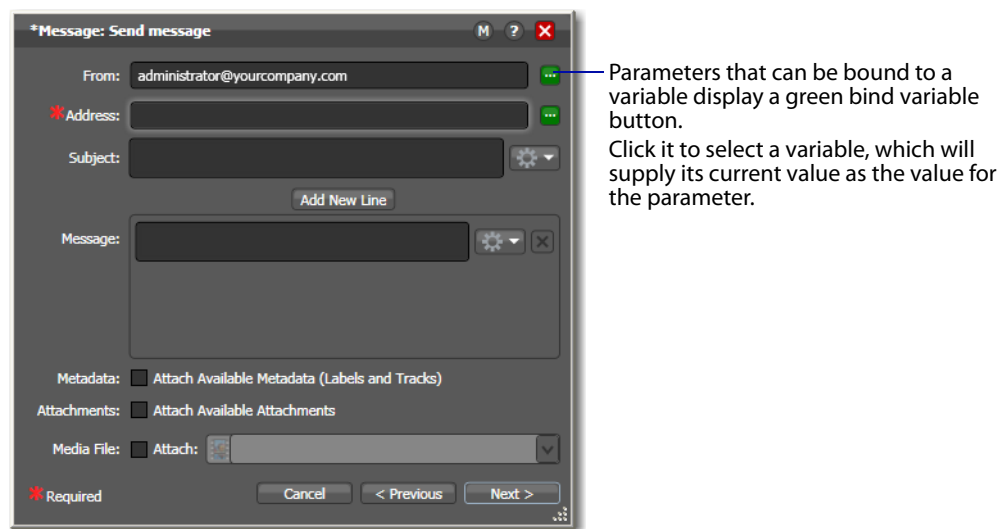 *Message: Send message M ? X
From: administrator@yourcompany.com ...
*Address: ...
Subject:
Add New Line
Message:
Metadata: Attach Available Metadata (Labels and Tracks)
Attachments: Attach Available Attachments
Media File: Attach:
*Required Cancel < Previous Next >
Parameters that can be bound to a
variable display a green bind variable
button.
Click it to select a variable, which will
supply its current value as the value for
the parameter.